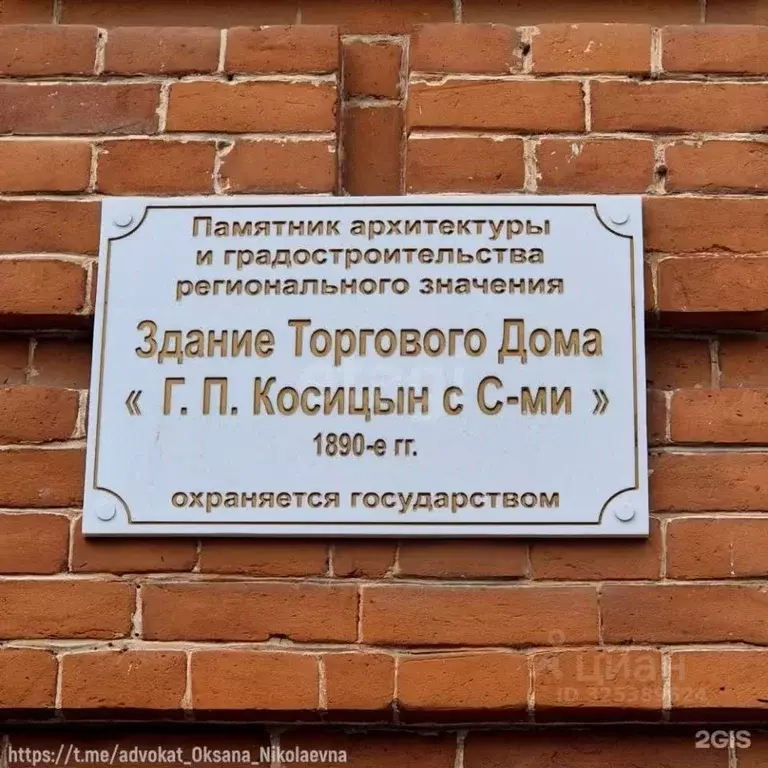 Памятник архитектуры
и градостроительства
регионального значения
Здание Торгового Дома
« Г. П. Косицын с С-ми »
1890-е гг.
охраняется государством
циан
2GIS
https://t.me/advokat_Oksana_Nikolaevna